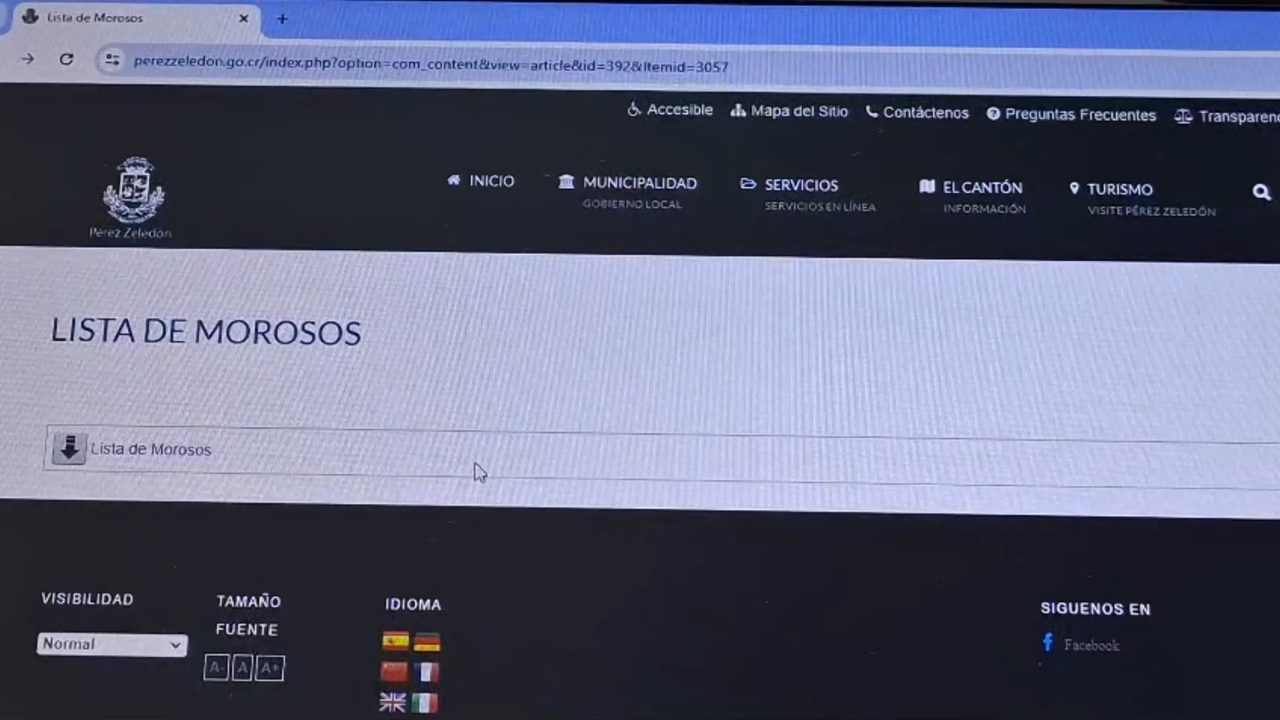 Lista de Morosos
perezzeledon.go.cr/index.php?option=com_content&view=article&id=392&Itemid=3057
Accesible Mapa del Sitio Contáctenos Preguntas Frecuentes Transparenc
INICIO MUNICIPALIDAD SERVICIOS EL CANTÓN TURISMO
GOBIERNO LOCAL SERVICIOS EN LÍNEA INFORMACIÓN VISITE PÉREZ ZELEDÓN
Pérez Zeledón
LISTA DE MOROSOS
Lista de Morosos
VISIBILIDAD
Normal
TAMAÑO
FUENTE
A- A A+
IDIOMA
SIGUENOS EN
Facebook